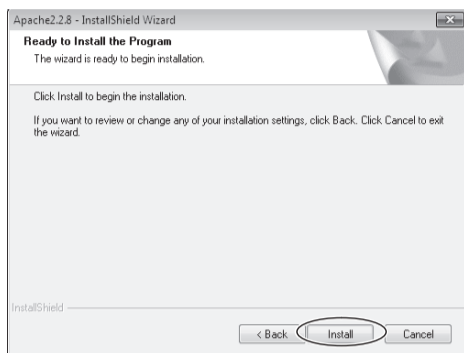 Apache2.2.8 - InstallShield Wizard
Ready to Install the Program
The wizard is ready to begin installation.
Click Install to begin the installation.
If you want to review or change any of your installation settings, click Back. Click Cancel to exit
the wizard.
InstallShield
< Back Install Cancel